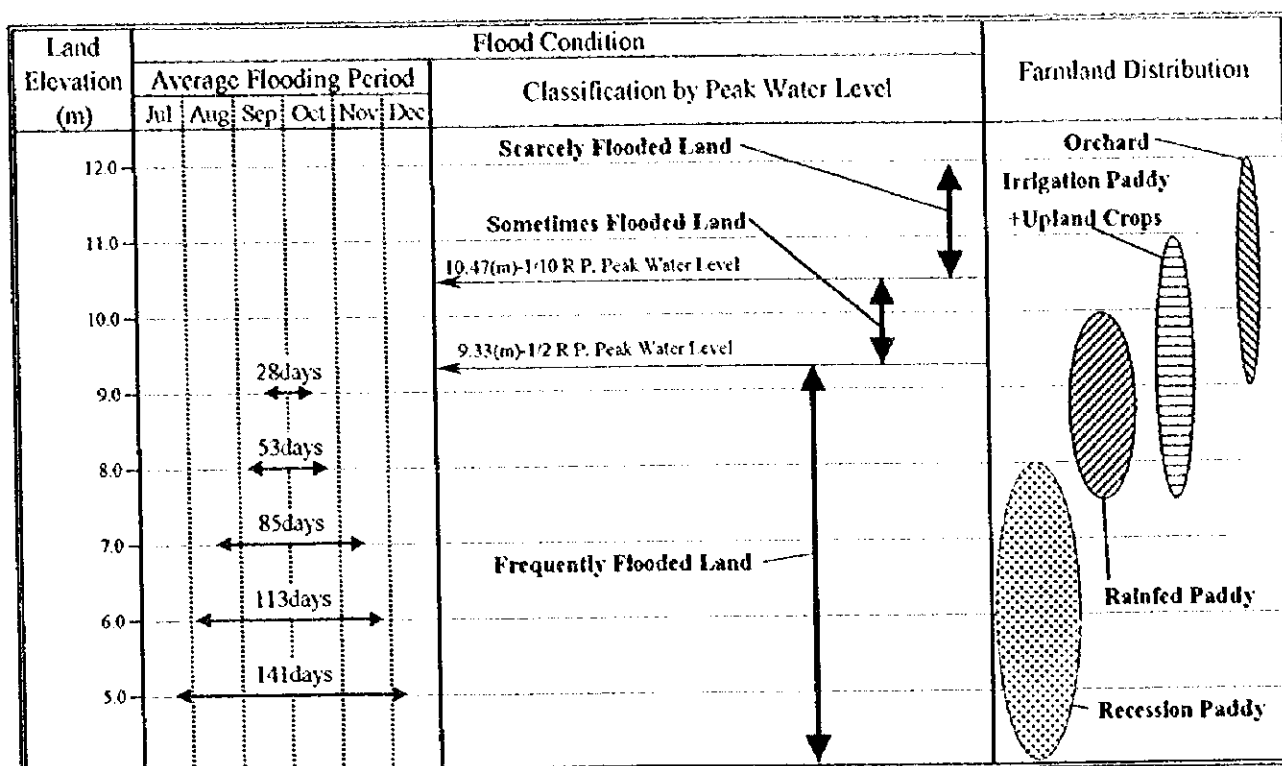 Land
Elevation
(m)
Flood Condition
Average Flooding Period
Jul Aug Sep Oct Nov Dec
Classification by Peak Water Level
Farmland Distribution
Scarcely Flooded Land
Orchard
12.0
Irrigation Paddy
+Upland Crops
Sometimes Flooded Land
11.0
10.47(m)-1/10 R P. Peak Water Level
10.0
9.33(m)-1/2 R P. Peak Water Level
28days
9.0
53days
8.0
85days
7.0
Frequently Flooded Land
113days
Rainfed Paddy
6.0
141days
5.0
Recession Paddy